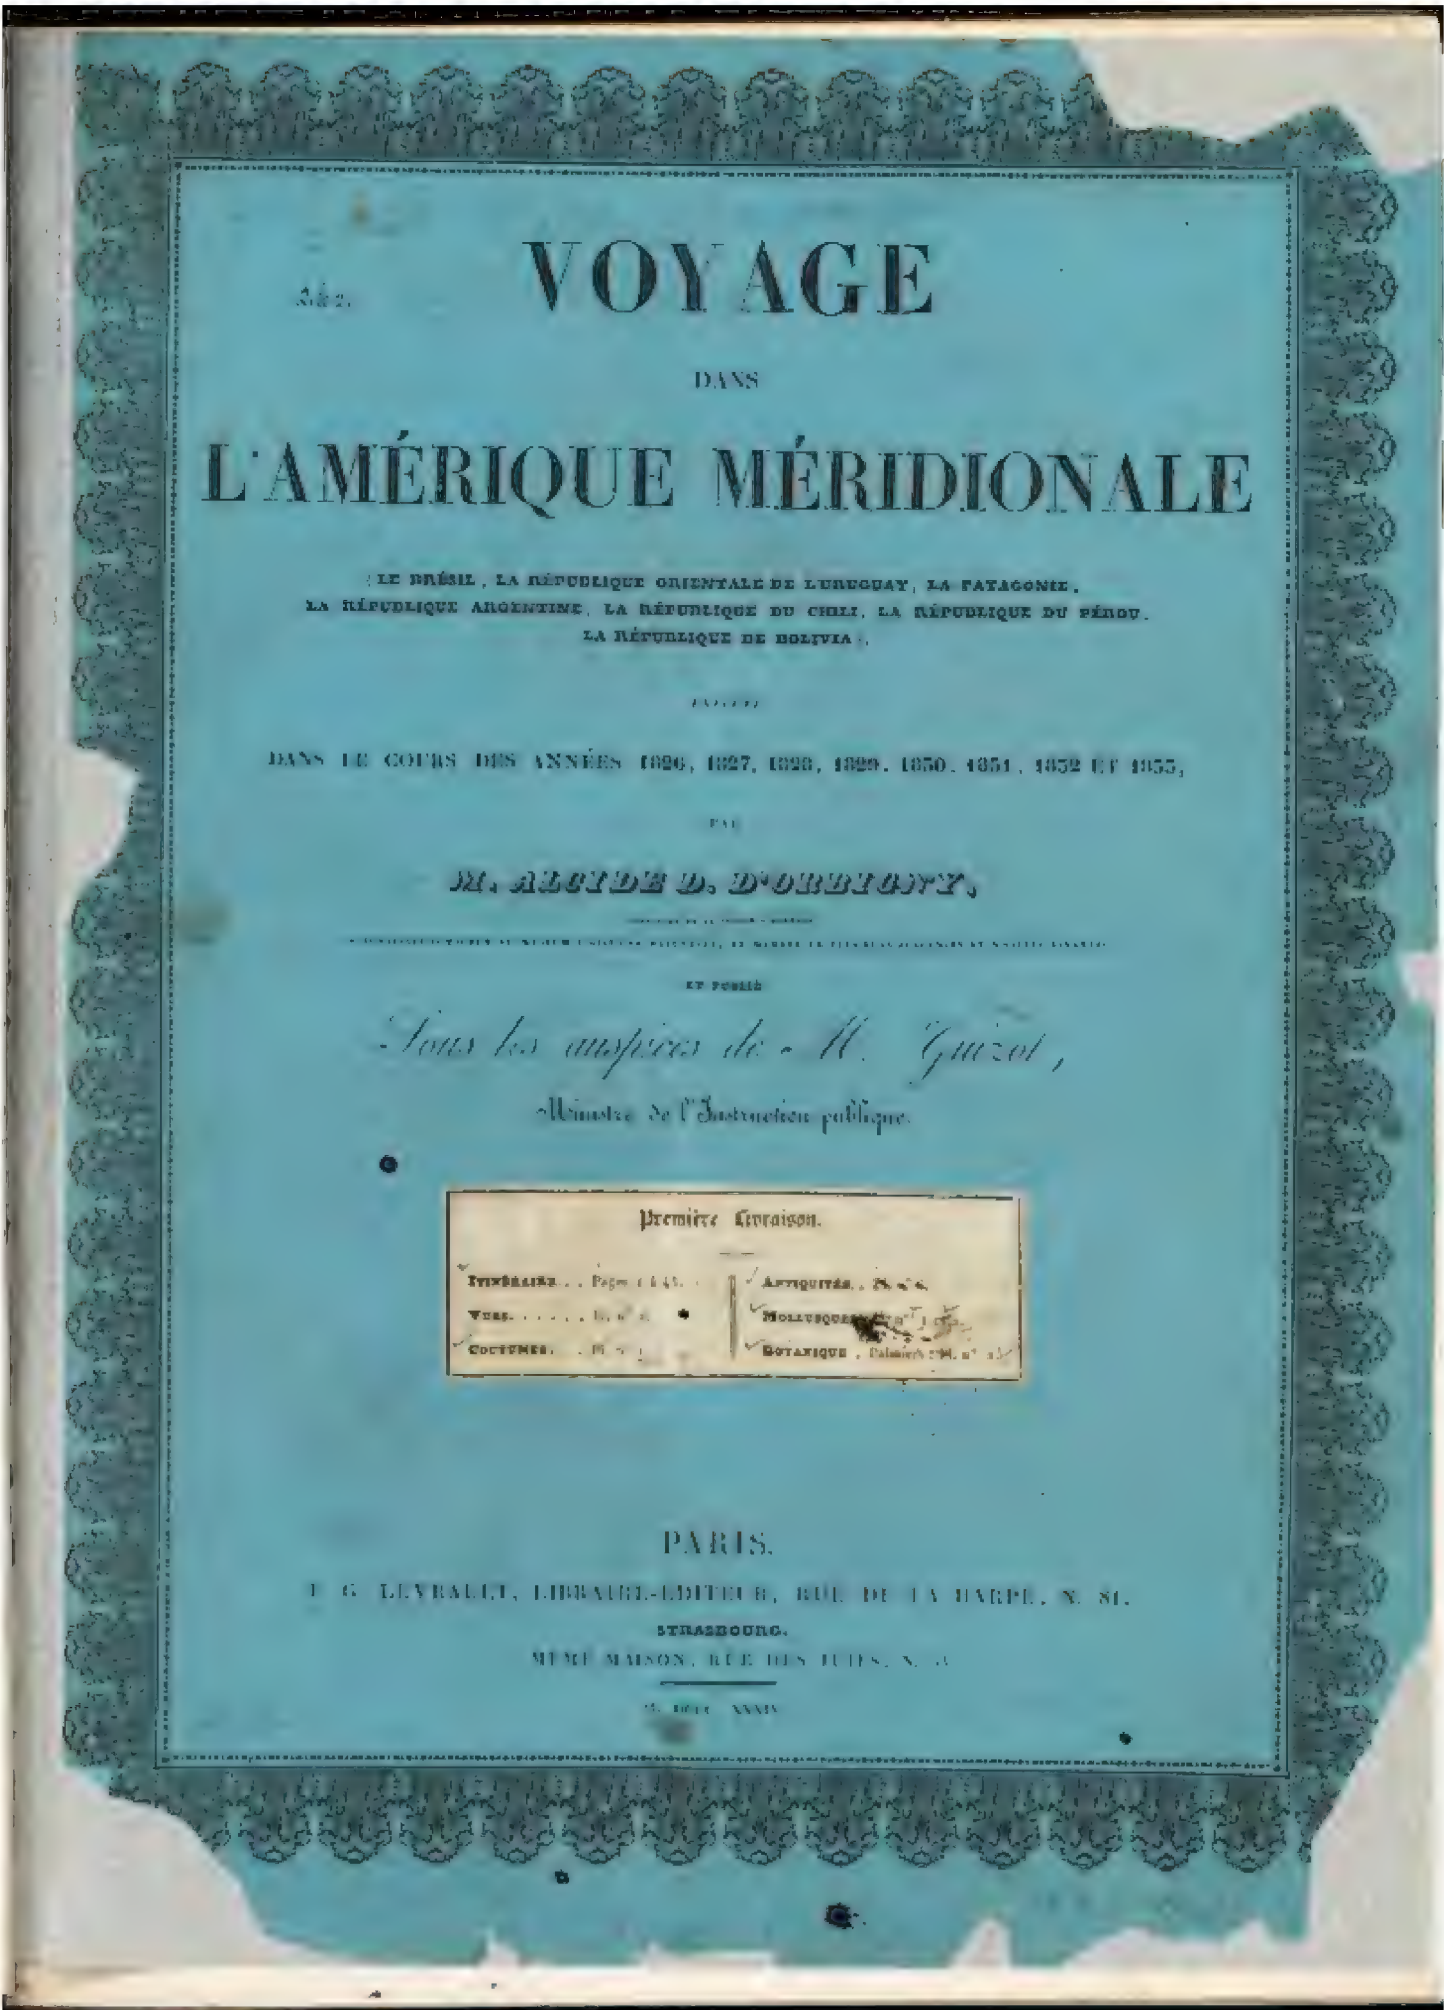 VOYAGE
DANS
L'AMÉRIQUE MÉRIDIONALE
(LE BRÉSIL, LA RÉPUBLIQUE ORIENTALE DE L'URUGUAY, LA PATAGONIE,
LA RÉPUBLIQUE ARGENTINE, LA RÉPUBLIQUE DU CHILI, LA RÉPUBLIQUE DU PÉROU,
LA RÉPUBLIQUE DE BOLIVIA),
DANS LE COURS DES ANNÉES 1826, 1827, 1828, 1829, 1830, 1831, 1832 ET 1833,
PAR
M. ALCIDE D. D'ORBIGNY,
ET PUBLIÉ
Sous les auspices de M. Guizot,
Ministre de l'Instruction publique.
Première Livraison.
ITINÉRAIRE. . Pages
VUES. . . . . .
COUTUMES. .
ANTIQUITÉS. .
MOLLUSQUES
BOTANIQUE . Palmiers
PARIS.
LEVRAULT, LIBRAIRE-ÉDITEUR, RUE DE LA HARPE, N. 81.
STRASBOURG.
MÊME MAISON, RUE DES JUIFS, N.